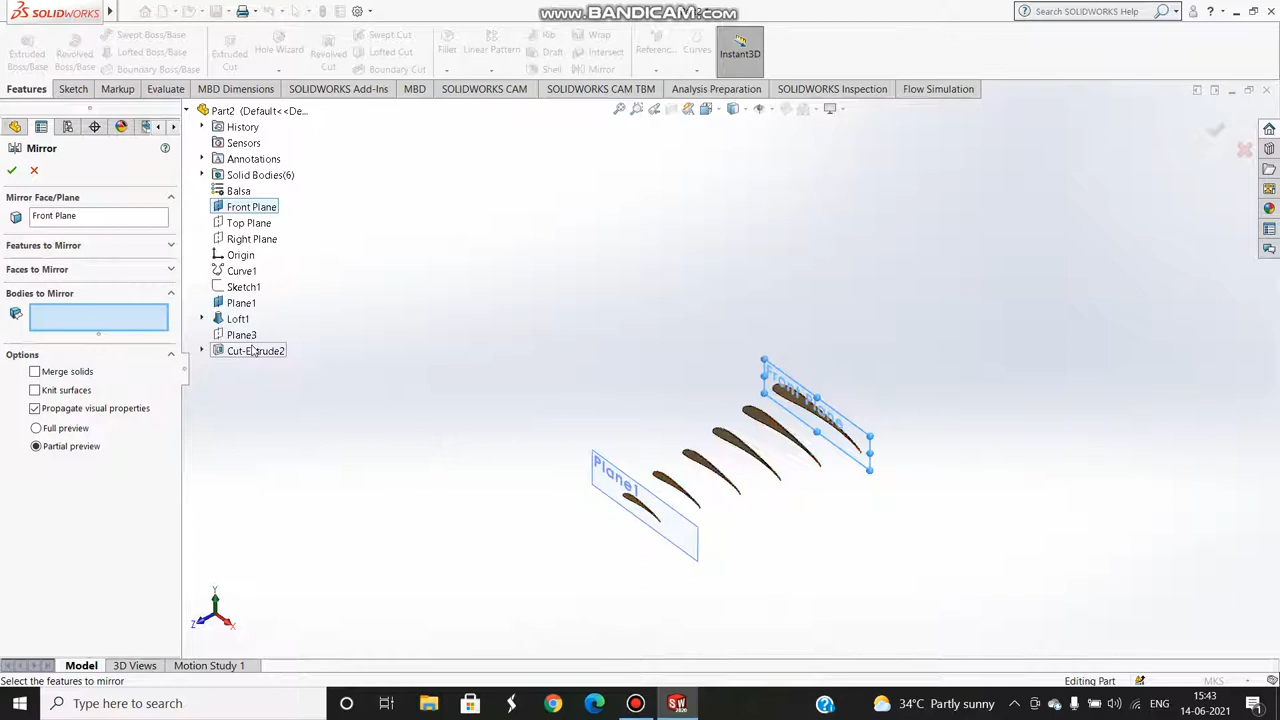 SOLIDWORKS
www.BANDICAM.com
Search SOLIDWORKS Help
Extruded Boss/Base
Revolved Boss/Base
Swept Boss/Base
Lofted Boss/Base
Boundary Boss/Base
Extruded Cut
Hole Wizard
Revolved Cut
Swept Cut
Lofted Cut
Boundary Cut
Fillet
Linear Pattern
Rib
Draft
Shell
Wrap
Intersect
Mirror
Referenc...
Curves
Instant3D
Features
Sketch
Markup
Evaluate
MBD Dimensions
SOLIDWORKS Add-Ins
MBD
SOLIDWORKS CAM
SOLIDWORKS CAM TBM
Analysis Preparation
SOLIDWORKS Inspection
Flow Simulation
Mirror
Mirror Face/Plane
Front Plane
Features to Mirror
Faces to Mirror
Bodies to Mirror
Options
Merge solids
Knit surfaces
Propagate visual properties
Full preview
Partial preview
Part2 (Default<<De...
History
Sensors
Annotations
Solid Bodies(6)
Balsa
Front Plane
Top Plane
Right Plane
Origin
Curve1
Sketch1
Plane1
Loft1
Plane3
Cut-Extrude2
Front Plane
Plane1
Y
Z
X
Model
3D Views
Motion Study 1
Select the features to mirror
Editing Part
MKS
Type here to search
34°C Partly sunny
ENG
15:43
14-06-2021